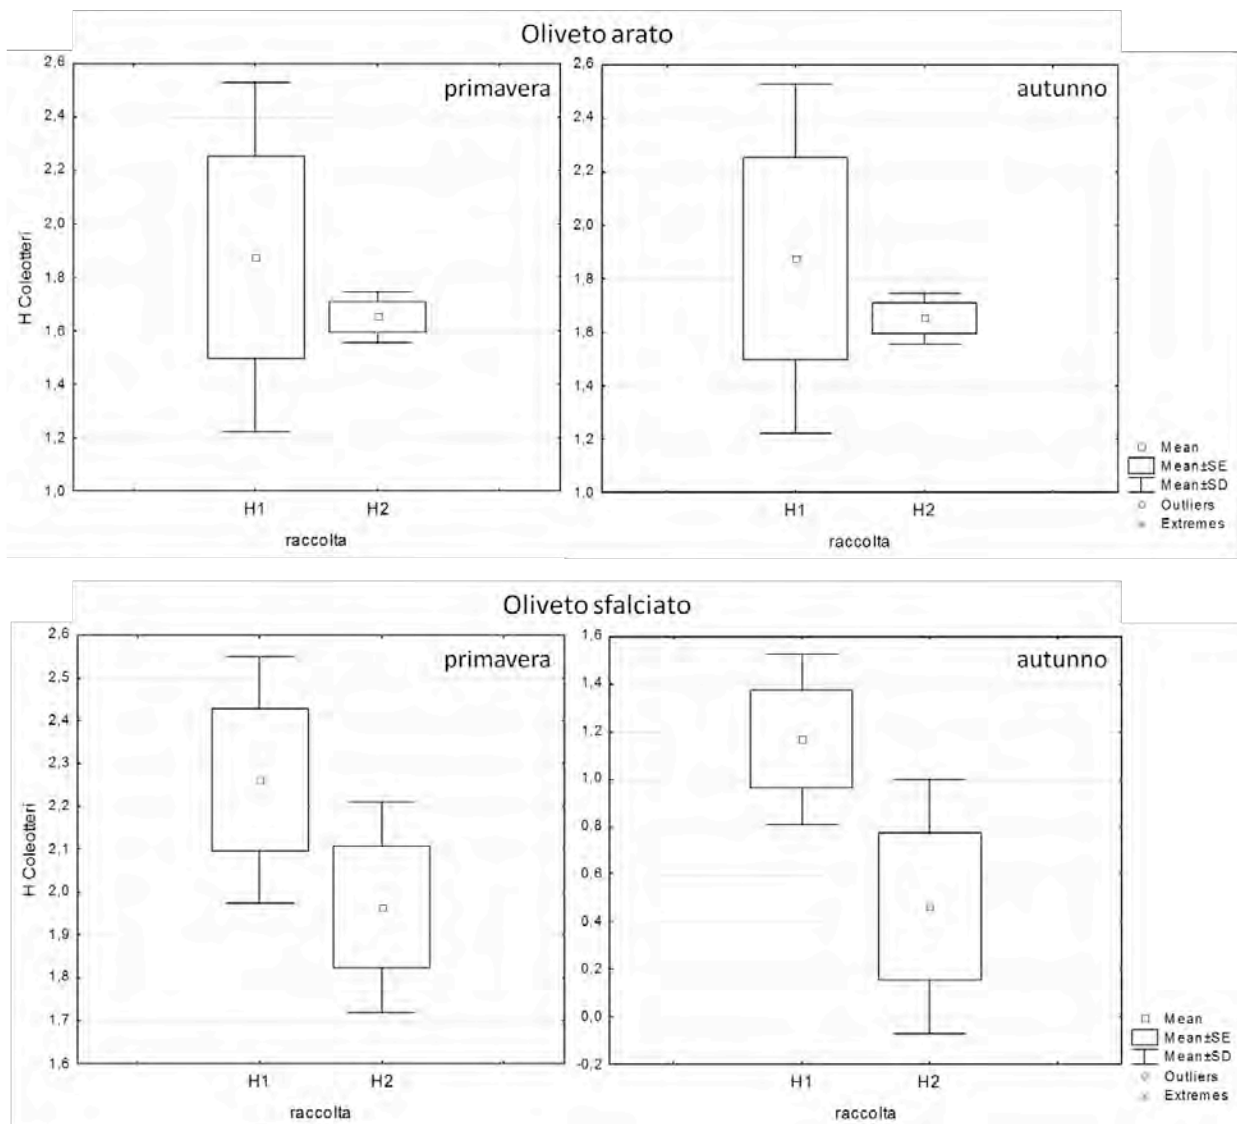 Oliveto arato
primavera
2,6
2,4
2,2
2,0
1,8
1,6
1,4
1,2
1,0
H Coleotteri
H1 H2
raccolta
autunno
2,6
2,4
2,2
2,0
1,8
1,6
1,4
1,2
1,0
H1 H2
raccolta
Mean
Mean±SE
Mean±SD
Outliers
Extremes
Oliveto sfalciato
primavera
2,6
2,5
2,4
2,3
2,2
2,1
2,0
1,9
1,8
1,7
1,6
H Coleotteri
H1 H2
raccolta
autunno
1,6
1,4
1,2
1,0
0,8
0,6
0,4
0,2
0,0
-0,2
H1 H2
raccolta
Mean
Mean±SE
Mean±SD
Outliers
Extremes